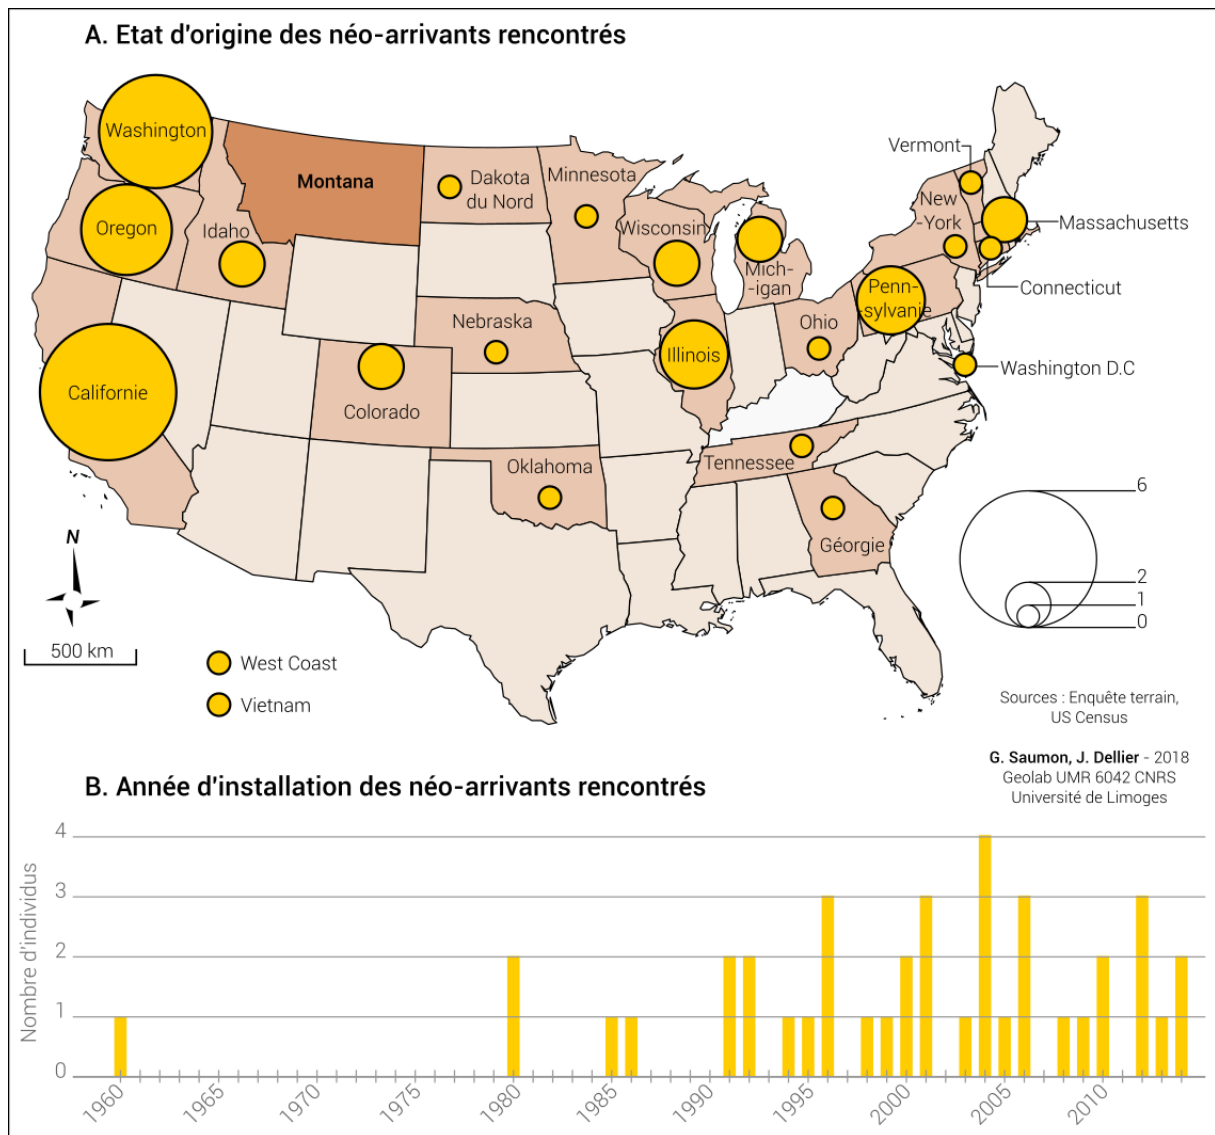 A. Etat d'origine des néo-arrivants rencontrés
Washington
Montana
Dakota
du Nord
Minnesota
Vermont
Oregon
Idaho
Wisconsin
New
-York
Massachusetts
Mich-
-igan
Connecticut
Penn-
-sylvanie
Nebraska
Ohio
Illinois
Washington D.C
Californie
Colorado
Oklahoma
Tennessee
Géorgie
6
2
1
0
N
500 km
West Coast
Vietnam
Sources : Enquête terrain,
US Census
G. Saumon, J. Dellier - 2018
Geolab UMR 6042 CNRS
Université de Limoges
B. Année d'installation des néo-arrivants rencontrés
Nombre d'individus
4
3
2
1
0
1960
1965
1970
1975
1980
1985
1990
1995
2000
2005
2010